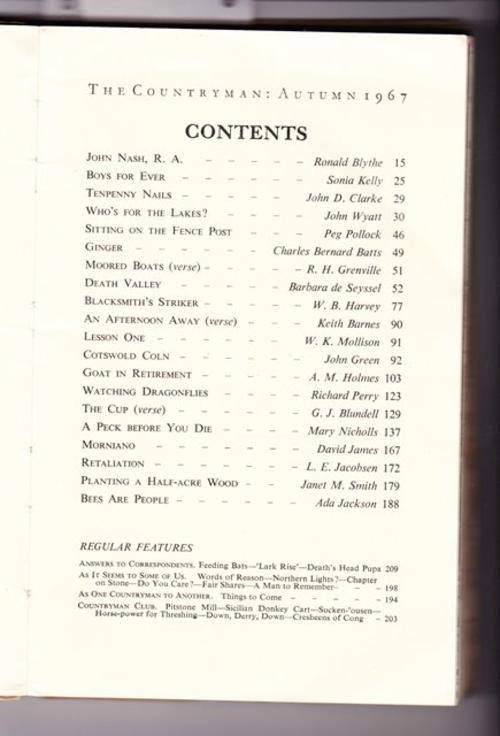 THE COUNTRYMAN: AUTUMN 1967
CONTENTS
JOHN NASH, R. A. – – – – – Ronald Blythe 15
BOYS FOR EVER – – – – – – Sonia Kelly 25
TENPENNY NAILS – – – – – John D. Clarke 29
WHO'S FOR THE LAKES? – – – – John Wyatt 30
SITTING ON THE FENCE POST – – – Peg Pollock 46
GINGER – – – – – Charles Bernard Batts 49
MOORED BOATS (verse) – – – – – R. H. Grenville 51
DEATH VALLEY – – – – Barbara de Seyssel 52
BLACKSMITH'S STRIKER – – – – – W. B. Harvey 77
AN AFTERNOON AWAY (verse) – – – Keith Barnes 90
LESSON ONE – – – – – – W. K. Mollison 91
COTSWOLD COLN – – – – – – John Green 92
GOAT IN RETIREMENT – – – – A. M. Holmes 103
WATCHING DRAGONFLIES – – – – Richard Perry 123
THE CUP (verse) – – – – – G. J. Blundell 129
A PECK BEFORE YOU DIE – – – – Mary Nicholls 137
MORNIANO – – – – – – David James 167
RETALIATION – – – – – – L. E. Jacobsen 172
PLANTING A HALF-ACRE WOOD – – Janet M. Smith 179
BEES ARE PEOPLE – – – – – – Ada Jackson 188
REGULAR FEATURES
ANSWERS TO CORRESPONDENTS. Feeding Bats—'Lark Rise'—Death's Head Pupa 209
AS IT SEEMS TO SOME OF US. Words of Reason—Northern Lights?—Chapter
on Stone—Do You Care?—Fair Shares—A Man to Remember– – – 198
AS ONE COUNTRYMAN TO ANOTHER. Things to Come – – – – – 194
COUNTRYMAN CLUB. Pitstone Mill—Sicilian Donkey Cart—Sucken-'ousen—
Horse-power for Threshing—Down, Derry, Down—Cresheens of Cong – 203